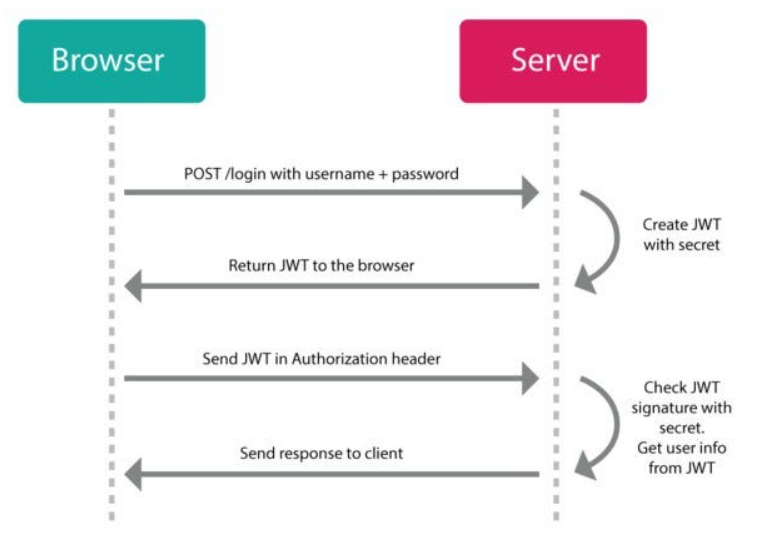 Browser
Server
POST /login with username + password
Create JWT
with secret
Return JWT to the browser
Send JWT in Authorization header
Check JWT
signature with
secret.
Get user info
from JWT
Send response to client